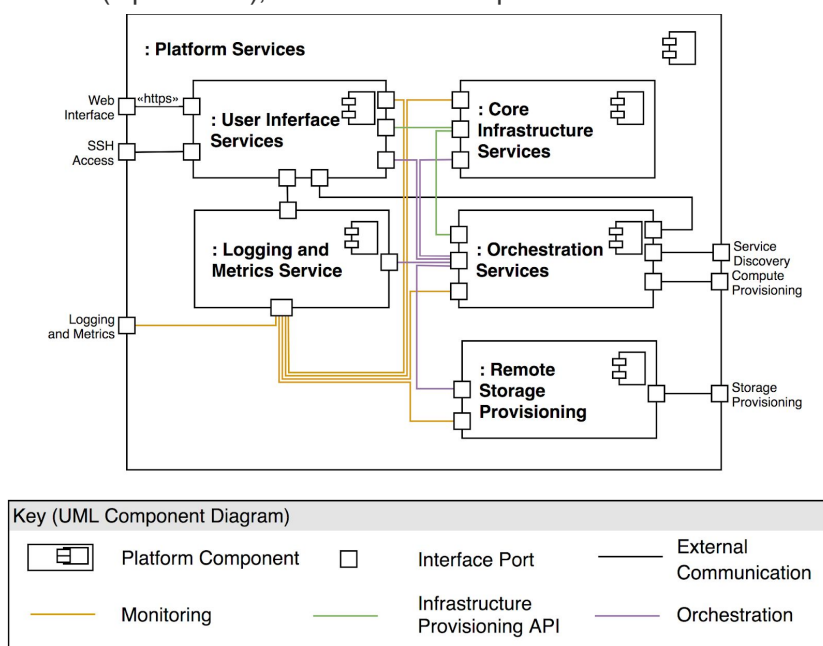 : Platform Services
Web
Interface
«https»
SSH
Access
: User Inferface
Services
: Core
Infrastructure
Services
: Logging and
Metrics Service
: Orchestration
Services
Service
Discovery
Compute
Provisioning
Logging
and Metrics
: Remote
Storage
Provisioning
Storage
Provisioning
Key (UML Component Diagram)
Platform Component
Interface Port
External
Communication
Monitoring
Infrastructure
Provisioning API
Orchestration